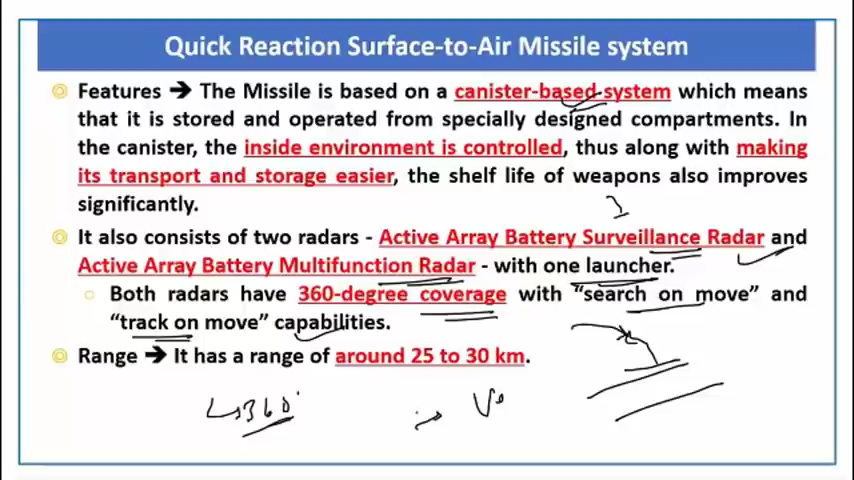 Quick Reaction Surface-to-Air Missile system
Features → The Missile is based on a canister-based system which means
that it is stored and operated from specially designed compartments. In
the canister, the inside environment is controlled, thus along with making
its transport and storage easier, the shelf life of weapons also improves
significantly.
It also consists of two radars - Active Array Battery Surveillance Radar and
Active Array Battery Multifunction Radar - with one launcher.
Both radars have 360-degree coverage with “search on move” and
“track on move” capabilities.
Range → It has a range of around 25 to 30 km.
↳360° → Ve